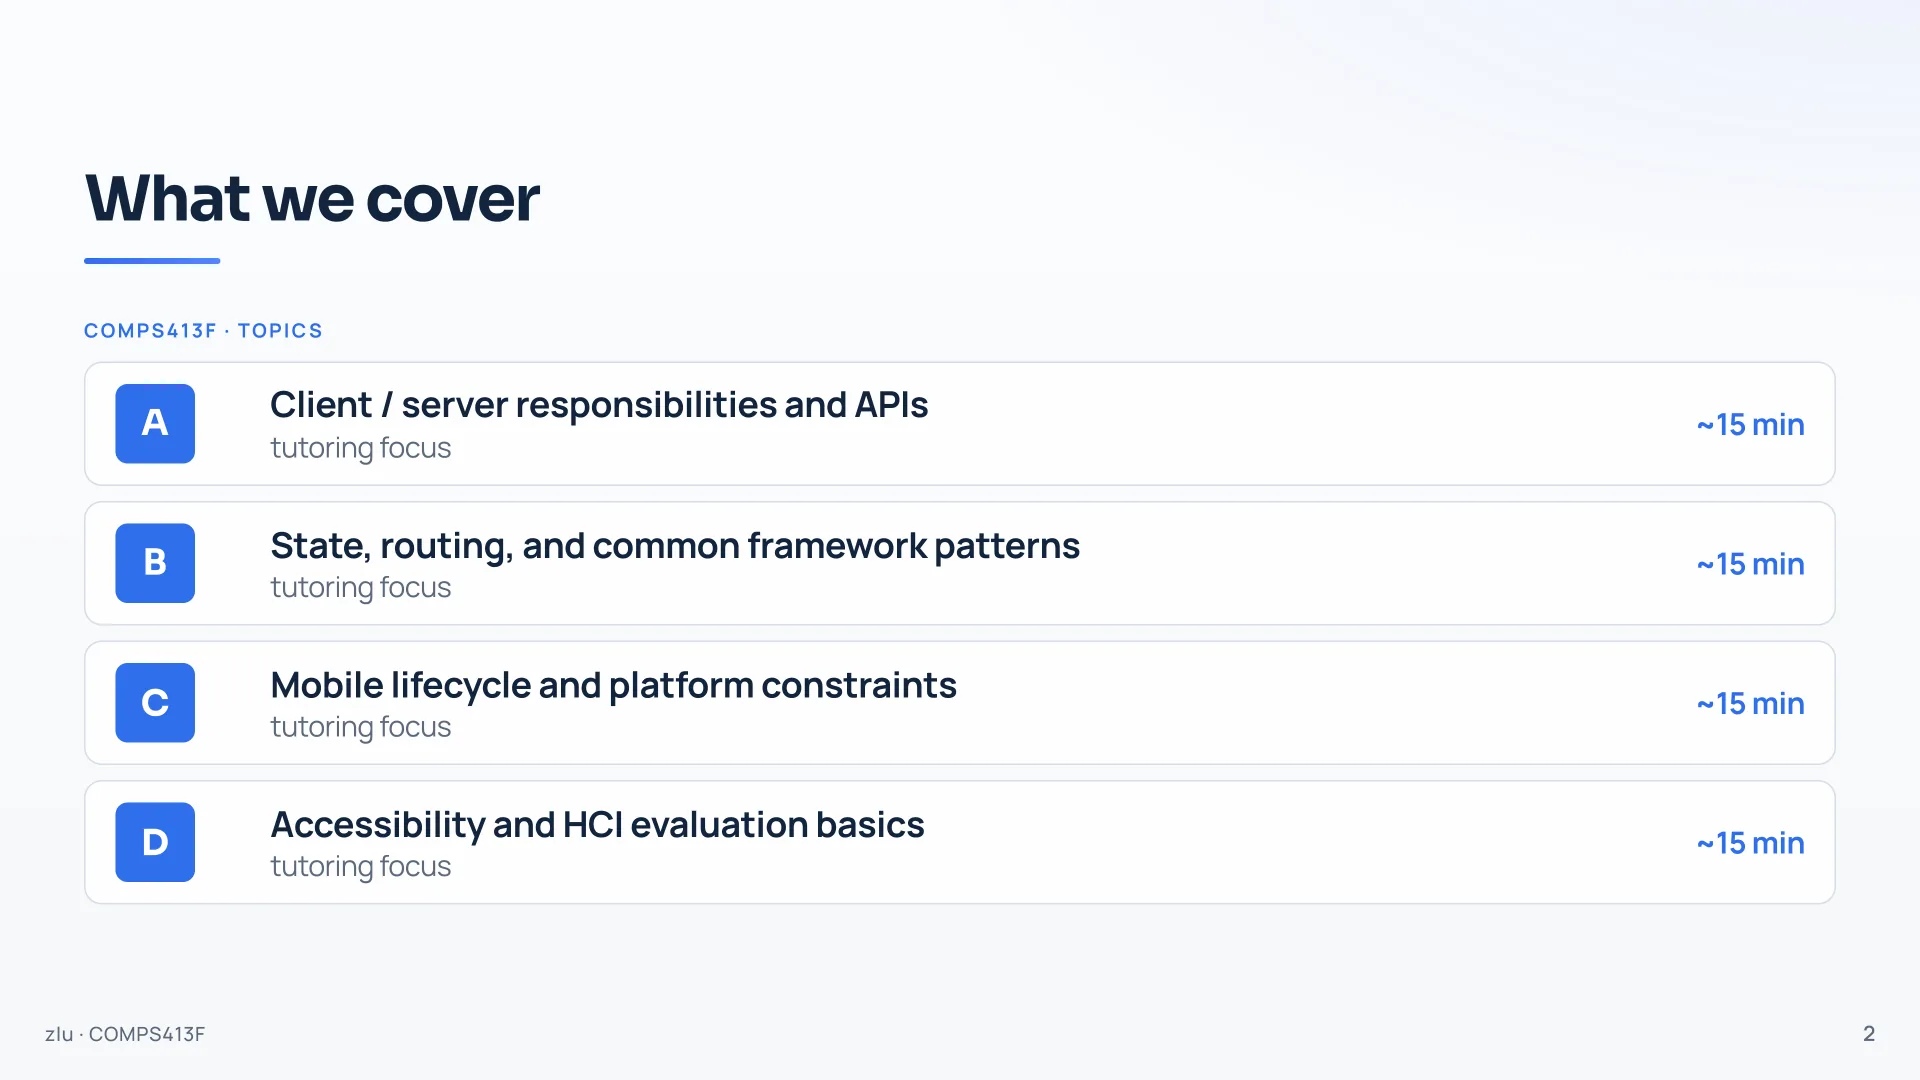 What we cover
COMPS413F · TOPICS
A
Client / server responsibilities and APIs
tutoring focus
~15 min
B
State, routing, and common framework patterns
tutoring focus
~15 min
C
Mobile lifecycle and platform constraints
tutoring focus
~15 min
D
Accessibility and HCI evaluation basics
tutoring focus
~15 min
zlu · COMPS413F
2